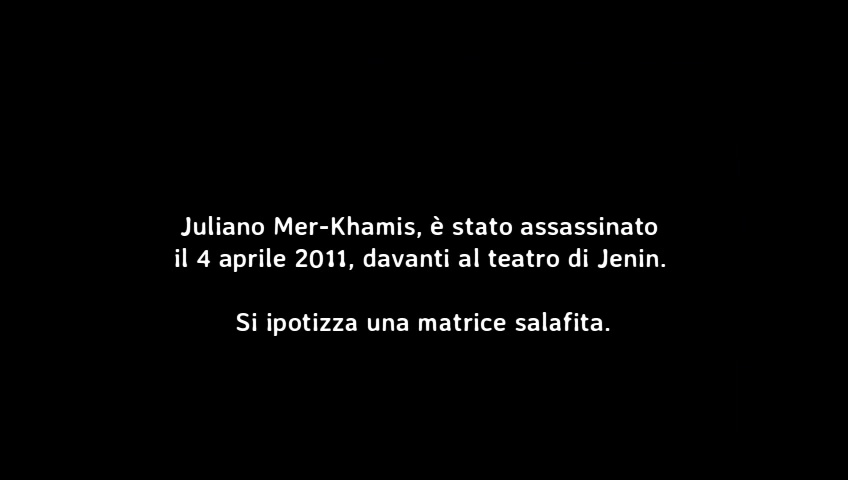 Juliano Mer-Khamis, è stato assassinato
il 4 aprile 2011, davanti al teatro di Jenin.
Si ipotizza una matrice salafita.